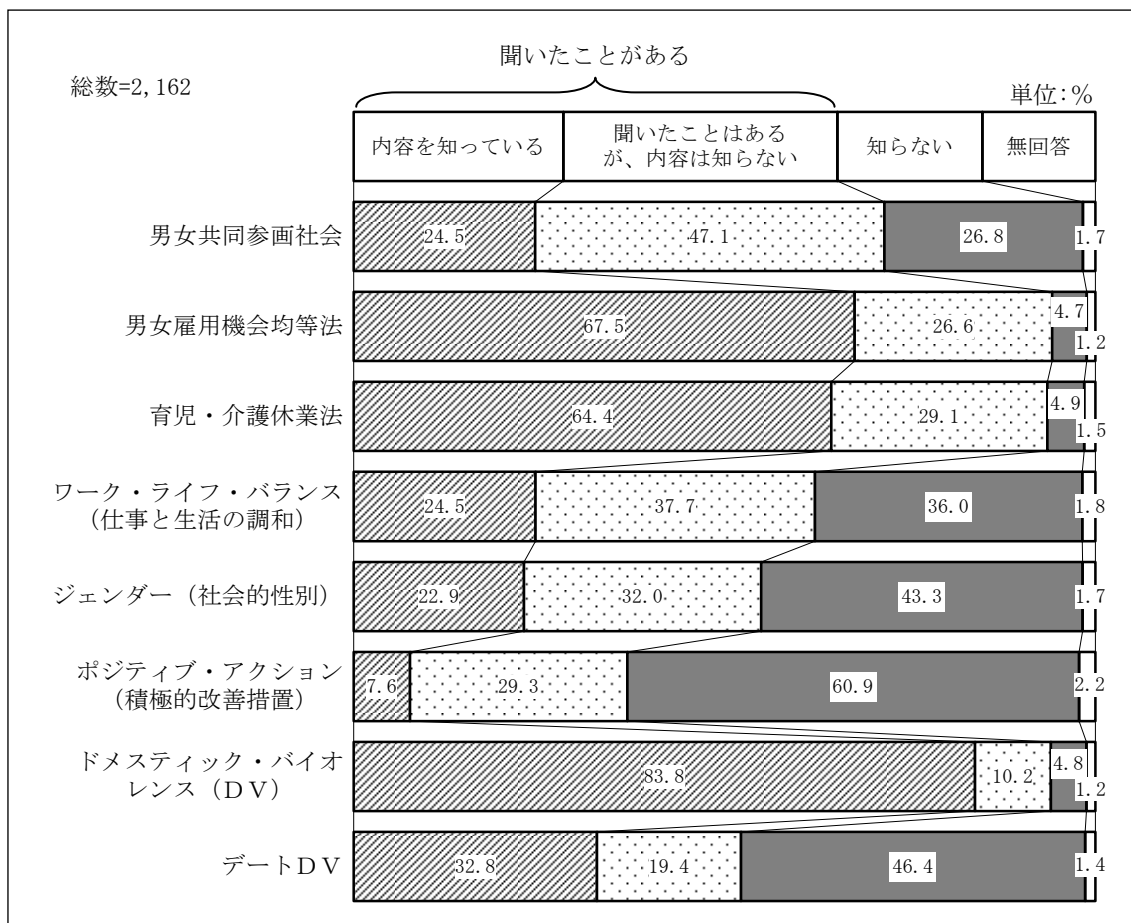 聞いたことがある
総数=2,162
単位:%
内容を知っている
聞いたことはある
が、内容は知らない
知らない
無回答
男女共同参画社会
24.5 47.1 26.8 1.7
男女雇用機会均等法
67.5 26.6 4.7 1.2
育児・介護休業法
64.4 29.1 4.9 1.5
ワーク・ライフ・バランス
(仕事と生活の調和)
24.5 37.7 36.0 1.8
ジェンダー(社会的性別)
22.9 32.0 43.3 1.7
ポジティブ・アクション
(積極的改善措置)
7.6 29.3 60.9 2.2
ドメスティック・バイオ
レンス(DV)
83.8 10.2 4.8 1.2
デートDV
32.8 19.4 46.4 1.4